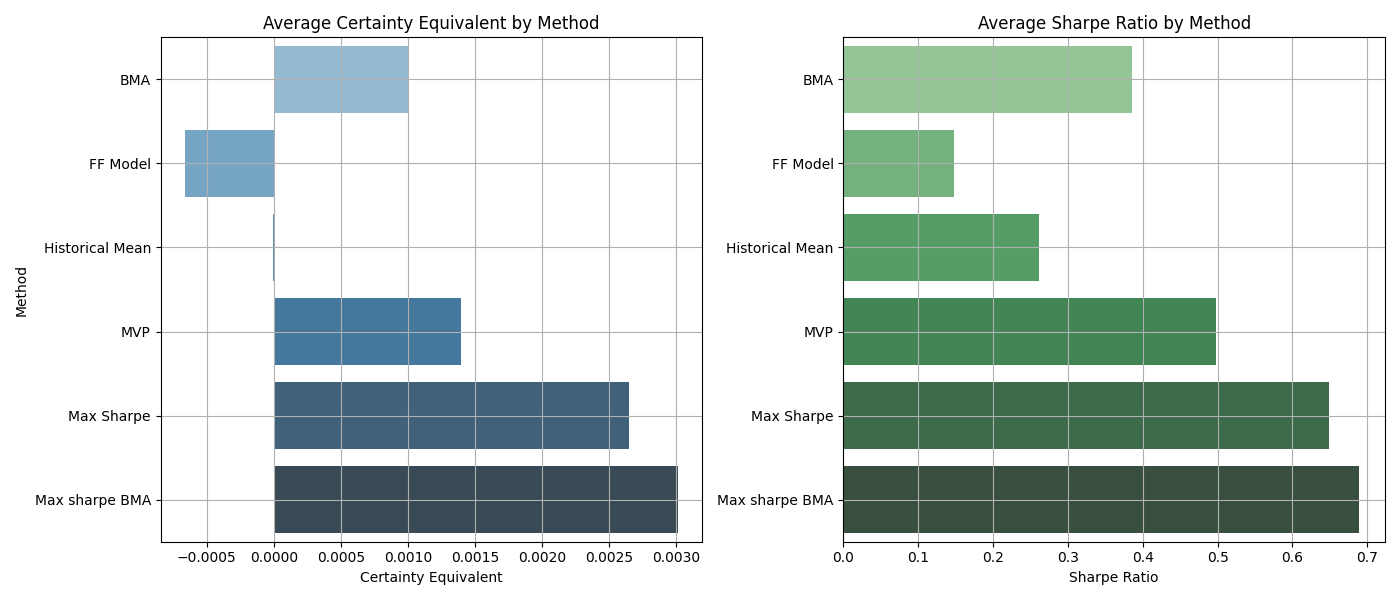 Average Certainty Equivalent by Method
Method
BMA
FF Model
Historical Mean
MVP
Max Sharpe
Max sharpe BMA
−0.0005 0.0000 0.0005 0.0010 0.0015 0.0020 0.0025 0.0030
Certainty Equivalent
Average Sharpe Ratio by Method
BMA
FF Model
Historical Mean
MVP
Max Sharpe
Max sharpe BMA
0.0 0.1 0.2 0.3 0.4 0.5 0.6 0.7
Sharpe Ratio